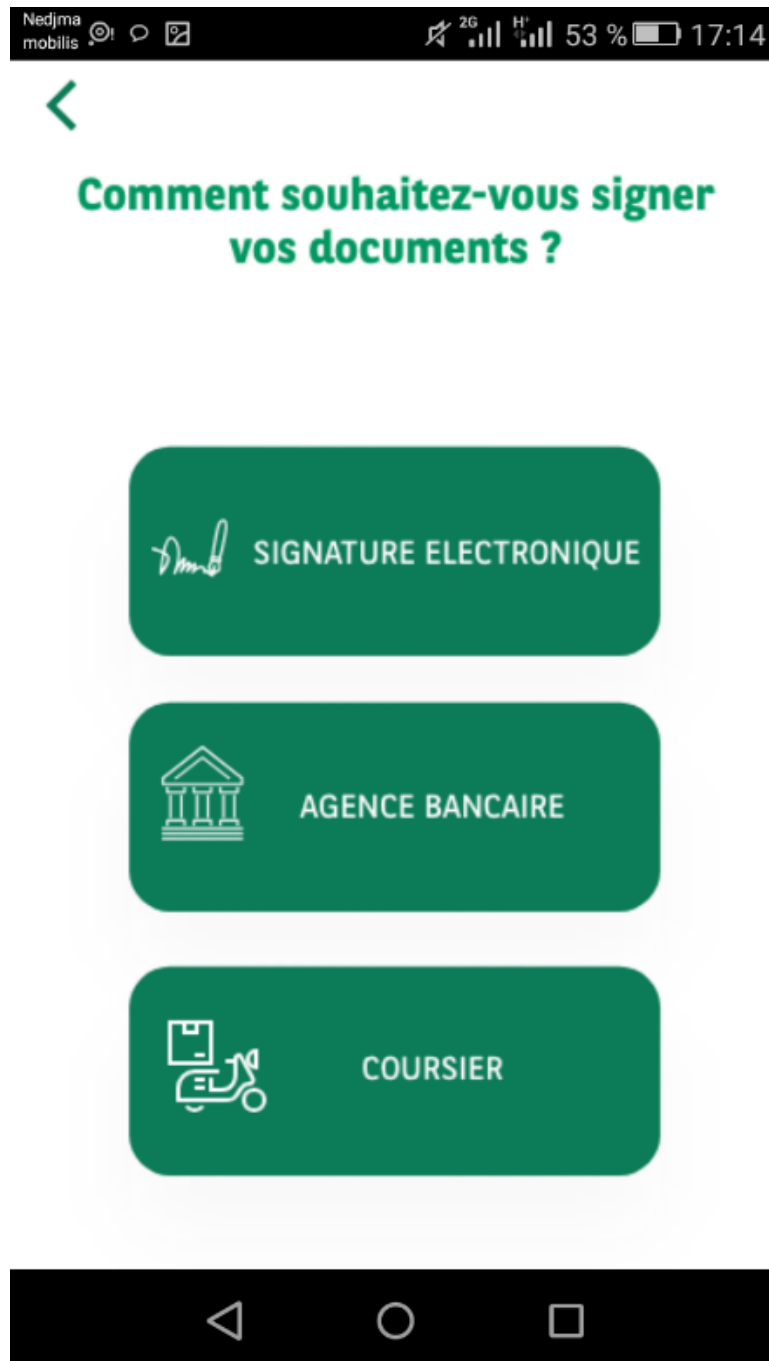 Nedjma
mobilis
2G
H+
53 %
17:14
Comment souhaitez-vous signer
vos documents ?
SIGNATURE ELECTRONIQUE
AGENCE BANCAIRE
COURSIER